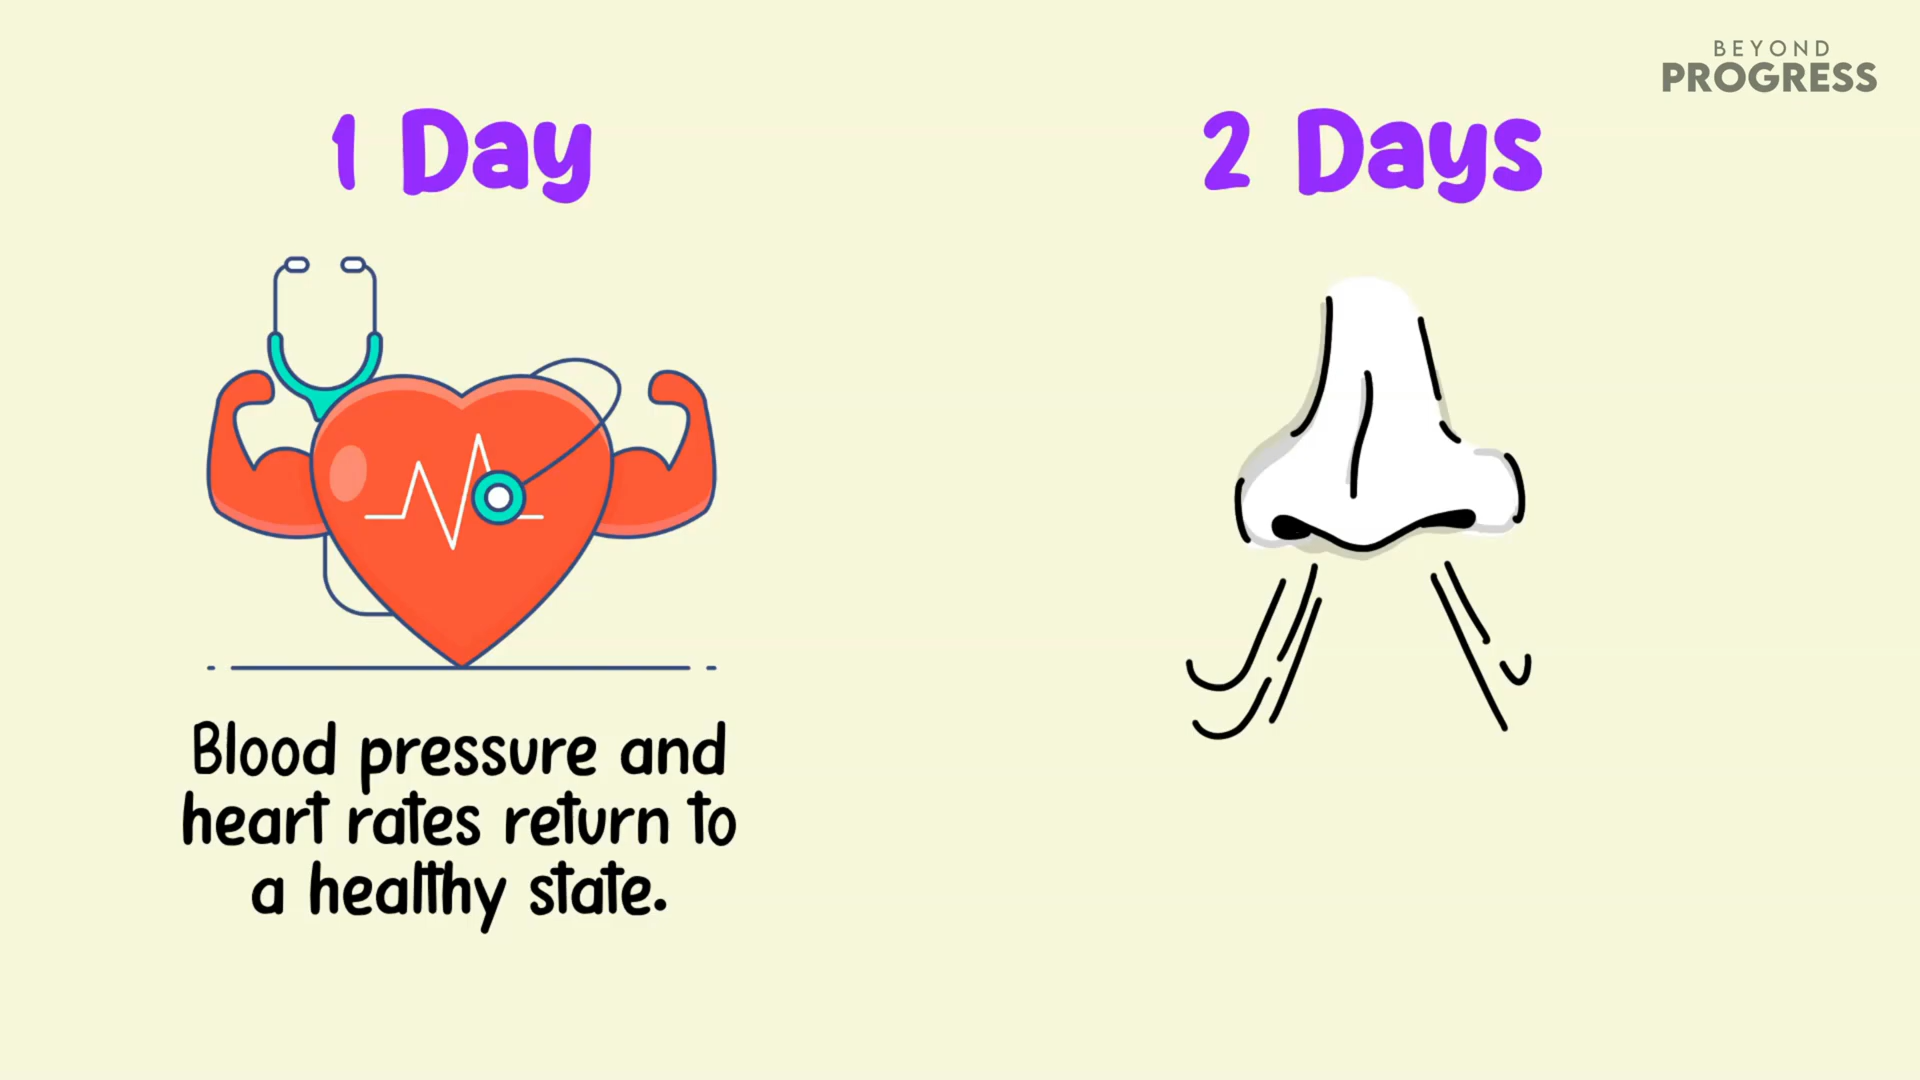 BEYOND
PROGRESS
1 Day
2 Days
Blood pressure and
heart rates return to
a healthy state.